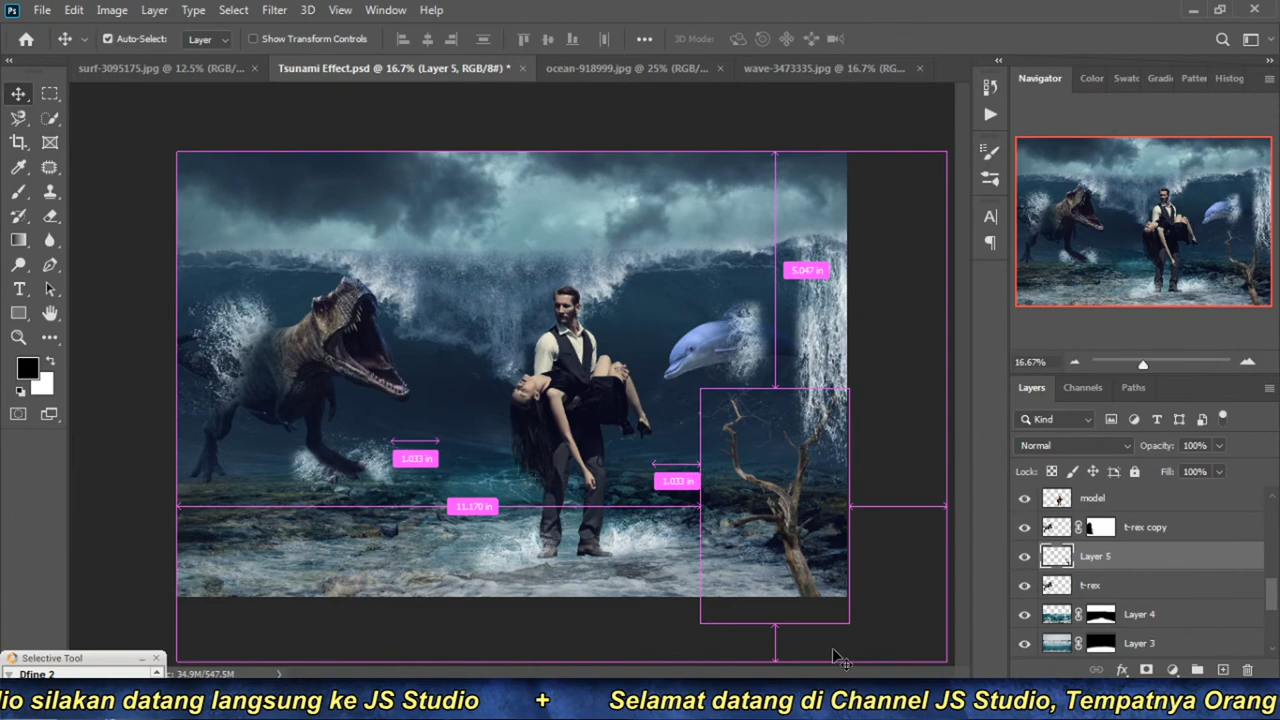 Ps File Edit Image Layer Type Select Filter 3D View Window Help
Auto-Select: Layer Show Transform Controls 3D Mode:
surf-3095175.jpg @ 12.5% (RGB/... × Tsunami Effect.psd @ 16.7% (Layer 5, RGB/8#) * × ocean-918999.jpg @ 25% (RGB/... × wave-3473335.jpg @ 16.7% (RG... ×
Navigator Color Swatc Gradi Patter Histog
5.047 in
1.033 in
1.033 in
11.170 in
16.67%
Layers Channels Paths
Kind
Normal Opacity: 100%
Lock: Fill: 100%
model
t-rex copy
Layer 5
t-rex
Layer 4
Layer 3
Selective Tool
Dfine 2
: 34.9M/547.5M
dio silakan datang langsung ke JS Studio + Selamat datang di Channel JS Studio, Tempatnya Orang